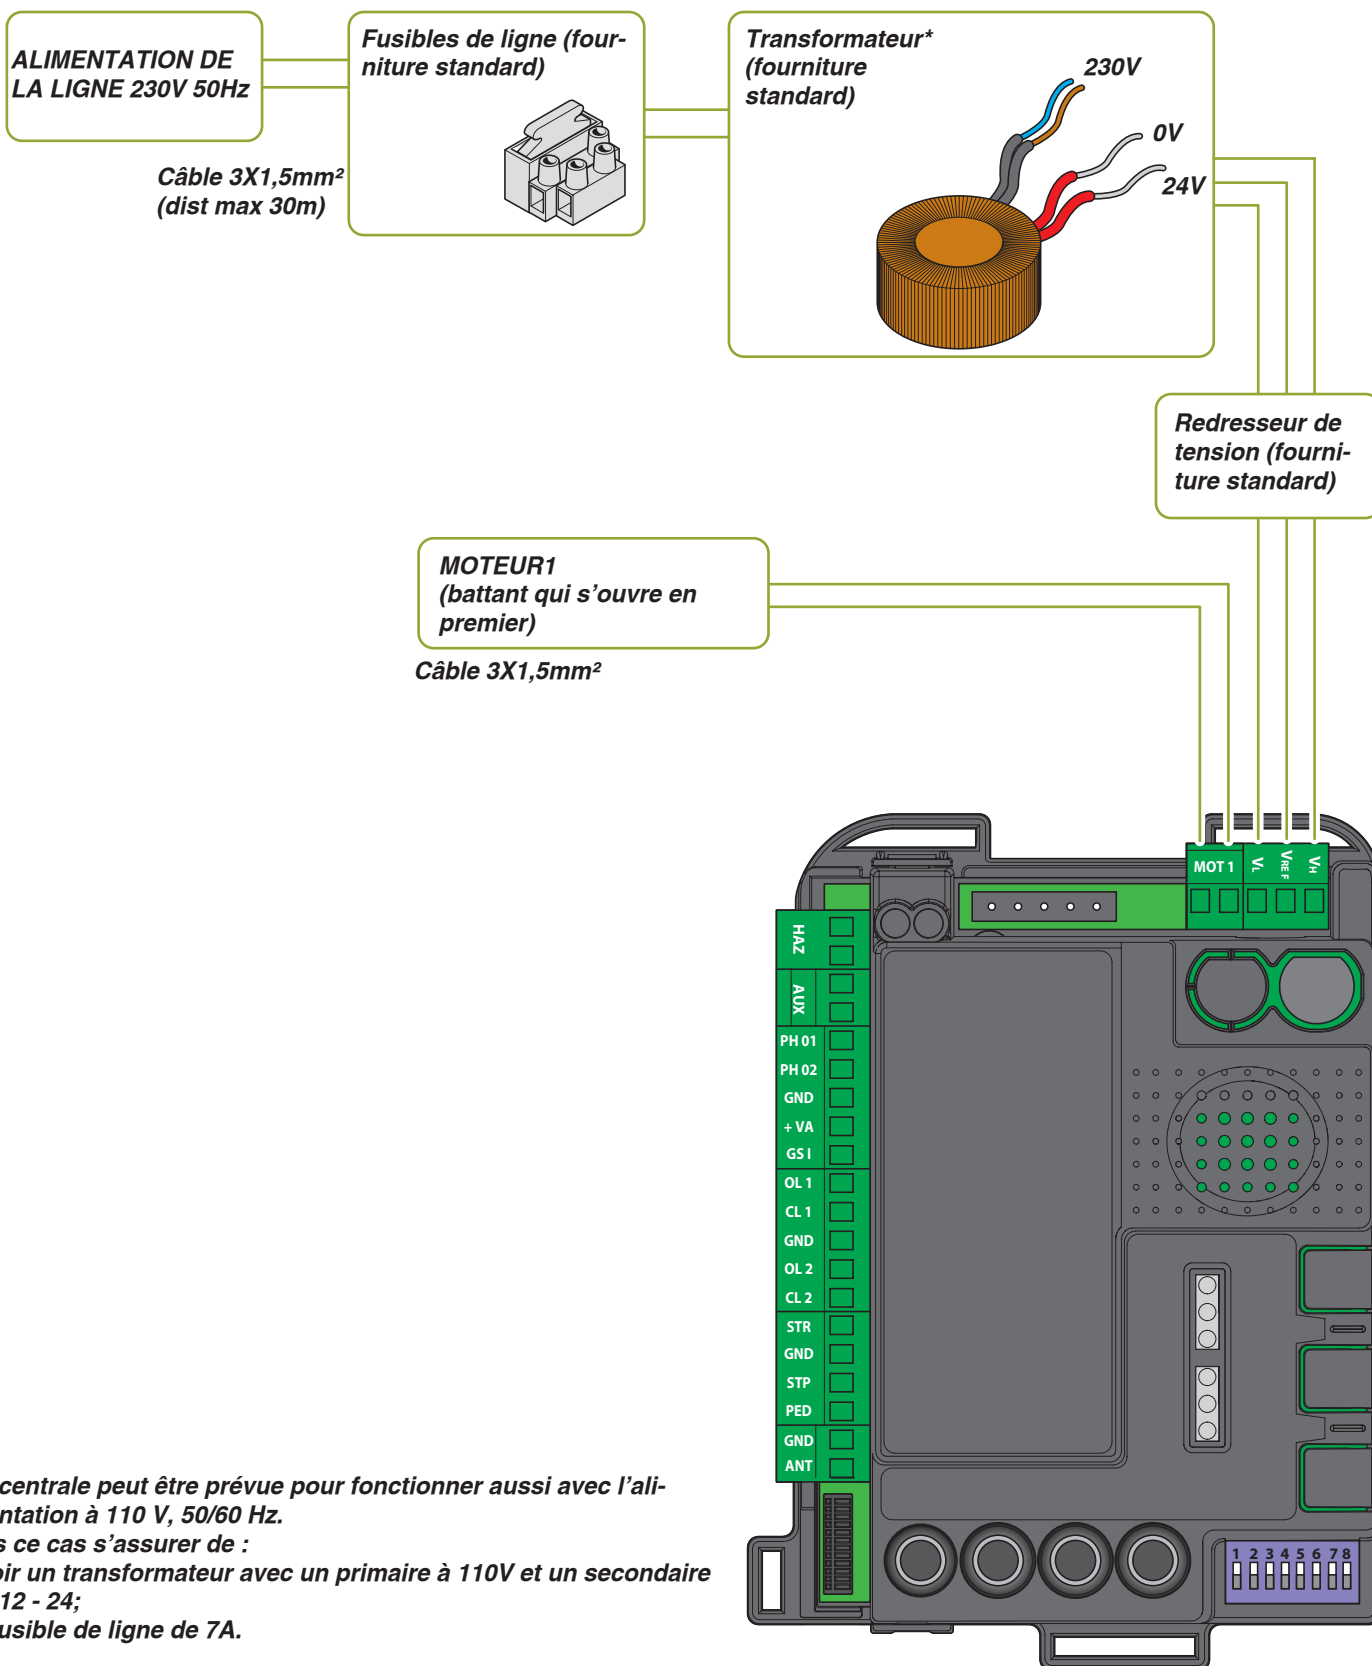 ALIMENTATION DE
LA LIGNE 230V 50Hz
Fusibles de ligne (four-
niture standard)
Transformateur*
(fourniture
standard)
230V
0V
24V
Câble 3X1,5mm²
(dist max 30m)
Redresseur de
tension (fourni-
ture standard)
MOTEUR1
(battant qui s’ouvre en
premier)
Câble 3X1,5mm²
MOT 1
VL
VREF
VH
HAZ
AUX
PH 01
PH 02
GND
+ VA
GS I
OL 1
CL 1
GND
OL 2
CL 2
STR
GND
STP
PED
GND
ANT
1 2 3 4 5 6 7 8
centrale peut être prévue pour fonctionner aussi avec l’ali-
ntation à 110 V, 50/60 Hz.
s ce cas s’assurer de :
oir un transformateur avec un primaire à 110V et un secondaire
12 - 24;
usible de ligne de 7A.